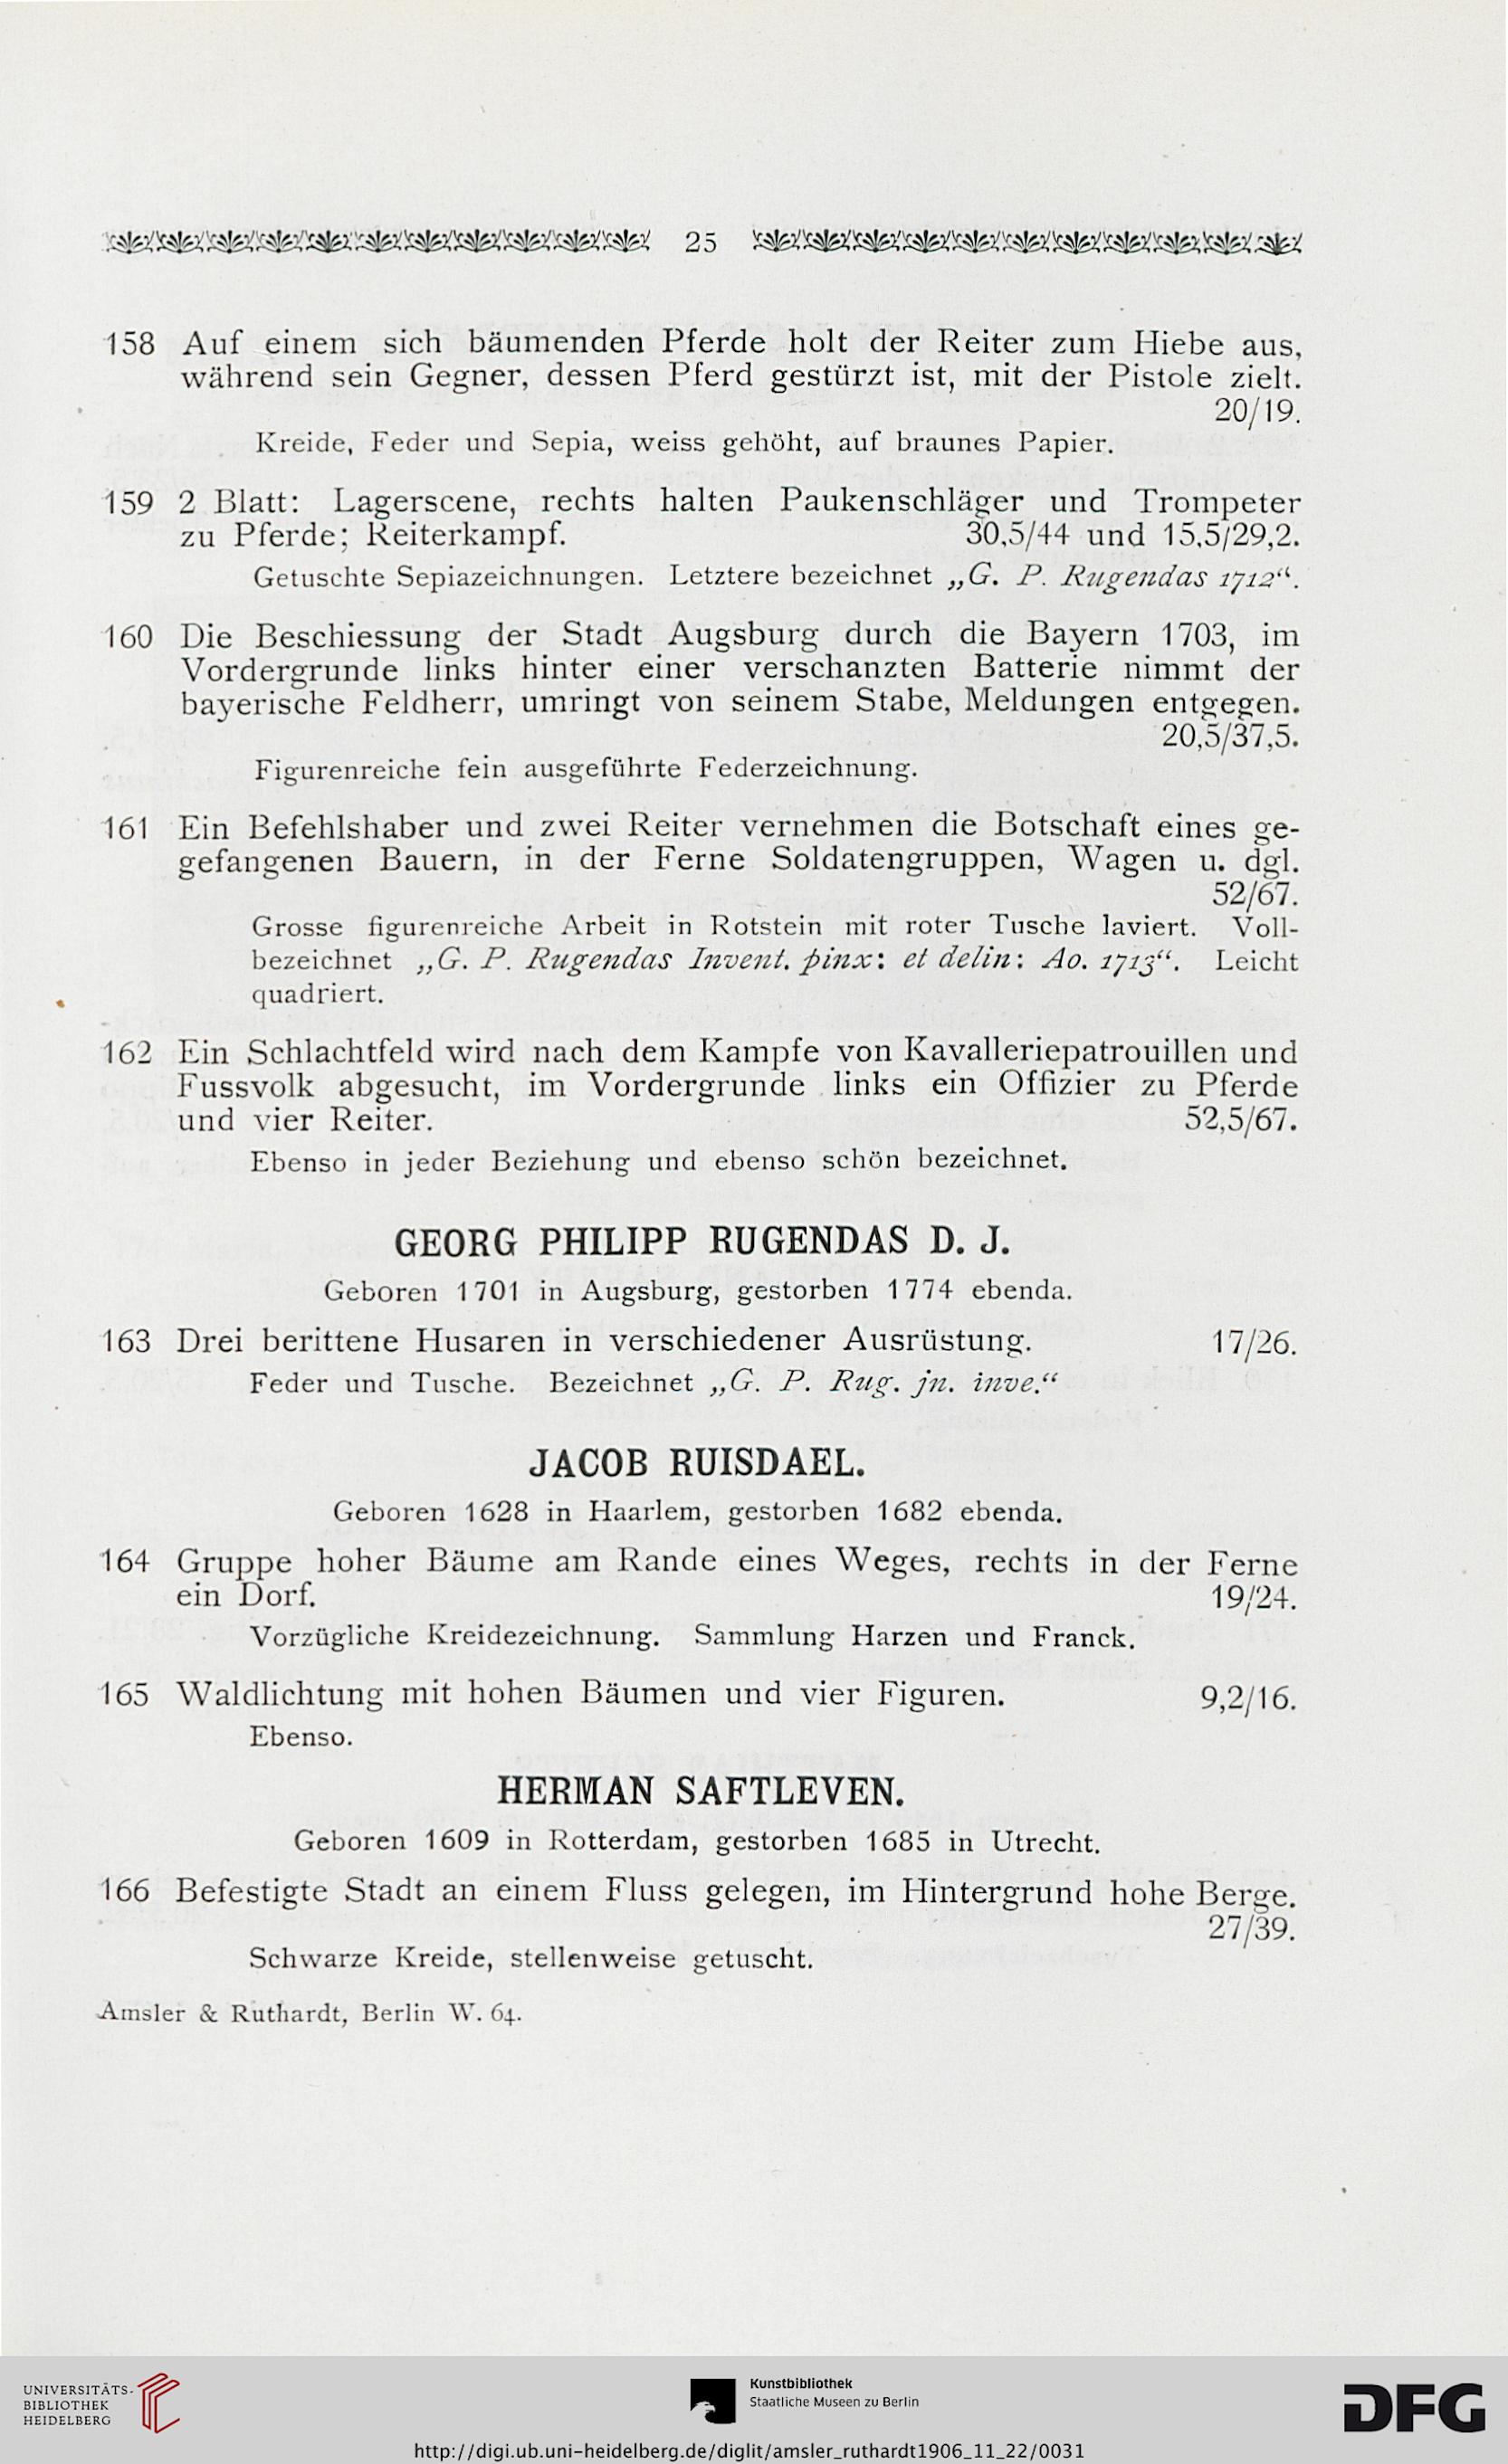 25
158 Auf einem sich bäumenden Pferde holt der Reiter zum Hiebe aus,
während sein Gegner, dessen Pferd gestürzt ist, mit der Pistole zielt.
20/19.
Kreide, Feder und Sepia, weiss gehöht, auf braunes Papier.
159 2 Blatt: Lagerscene, rechts halten Paukenschläger und Trompeter
zu Pferde; Reiterkampf. 30,5/44 und 15,5/29,2.
Getuschte Sepiazeichnungen. Letztere bezeichnet „G. P. Rugendas 1712“.
160 Die Beschiessung der Stadt Augsburg durch die Bayern 1703, im
Vordergrunde links hinter einer verschanzten Batterie nimmt der
bayerische Feldherr, umringt von seinem Stabe, Meldungen entgegen.
20,5/37,5.
Figurenreiche fein ausgeführte Federzeichnung.
161 Ein Befehlshaber und zwei Reiter vernehmen die Botschaft eines ge-
gefangenen Bauern, in der Ferne Soldatengruppen, Wagen u. dgl.
52/67.
Grosse figurenreiche Arbeit in Rotstein mit roter Tusche laviert. Voll-
bezeichnet „G. P. Rugendas Invent. pinx: et delin: Ao. 1713“. Leicht
quadriert.
162 Ein Schlachtfeld wird nach dem Kampfe von Kavalleriepatrouillen und
Fussvolk abgesucht, im Vordergrunde links ein Offizier zu Pferde
und vier Reiter. 52,5/67.
Ebenso in jeder Beziehung und ebenso schön bezeichnet.
GEORG PHILIPP RUGENDAS D. J.
Geboren 1701 in Augsburg, gestorben 1774 ebenda.
163 Drei berittene Husaren in verschiedener Ausrüstung. 17/26.
Feder und Tusche. Bezeichnet „G. P. Rug. jn. inve.“
JACOB RUISDAEL.
Geboren 1628 in Haarlem, gestorben 1682 ebenda.
164 Gruppe hoher Bäume am Rande eines Weges, rechts in der Ferne
ein Dorf. 19/24.
Vorzügliche Kreidezeichnung. Sammlung Harzen und Franck.
165 Waldlichtung mit hohen Bäumen und vier Figuren. 9,2/16.
Ebenso.
HERMAN SAFTLEVEN.
Geboren 1609 in Rotterdam, gestorben 1685 in Utrecht.
166 Befestigte Stadt an einem Fluss gelegen, im Hintergrund hohe Berge.
27/39.
Schwarze Kreide, stellenweise getuscht.
Amsler & Ruthardt, Berlin W. 64.
UNIVERSITÄTS-
BIBLIOTHEK
HEIDELBERG
Kunstbibliothek
Staatliche Museen zu Berlin
DFG
http://digi.ub.uni-heidelberg.de/diglit/amsler_ruthardt1906_11_22/0031